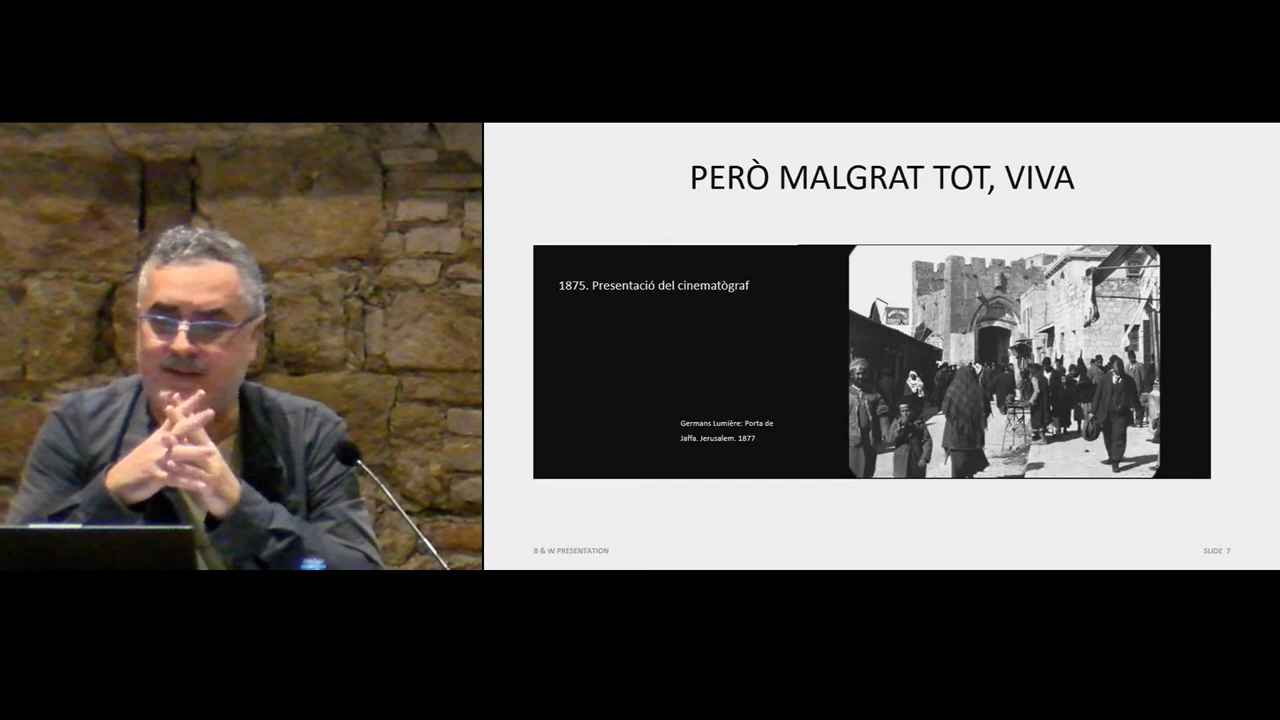 PERÒ MALGRAT TOT, VIVA
1875. Presentació del cinematògraf
Germans Lumière: Porta de
Jaffa. Jerusalem. 1877
B & W PRESENTATION
SLIDE 7